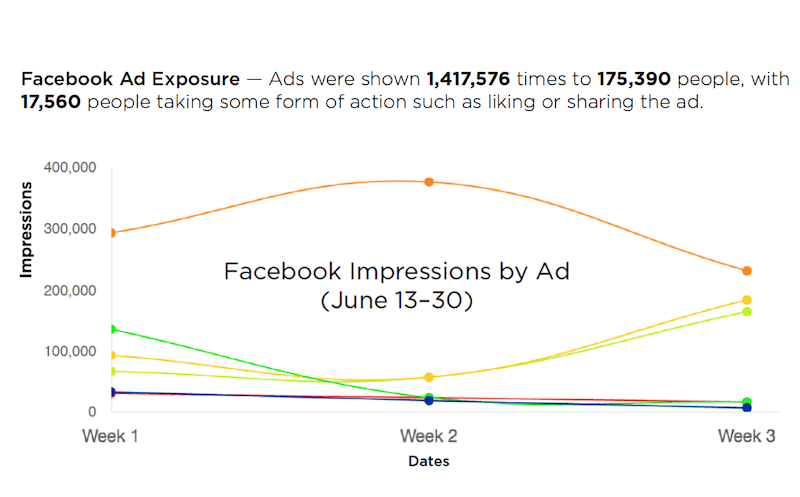 Facebook Ad Exposure — Ads were shown 1,417,576 times to 175,390 people, with
17,560 people taking some form of action such as liking or sharing the ad.
400,000
300,000
200,000
100,000
0
Impressions
Facebook Impressions by Ad
(June 13–30)
Week 1
Week 2
Week 3
Dates